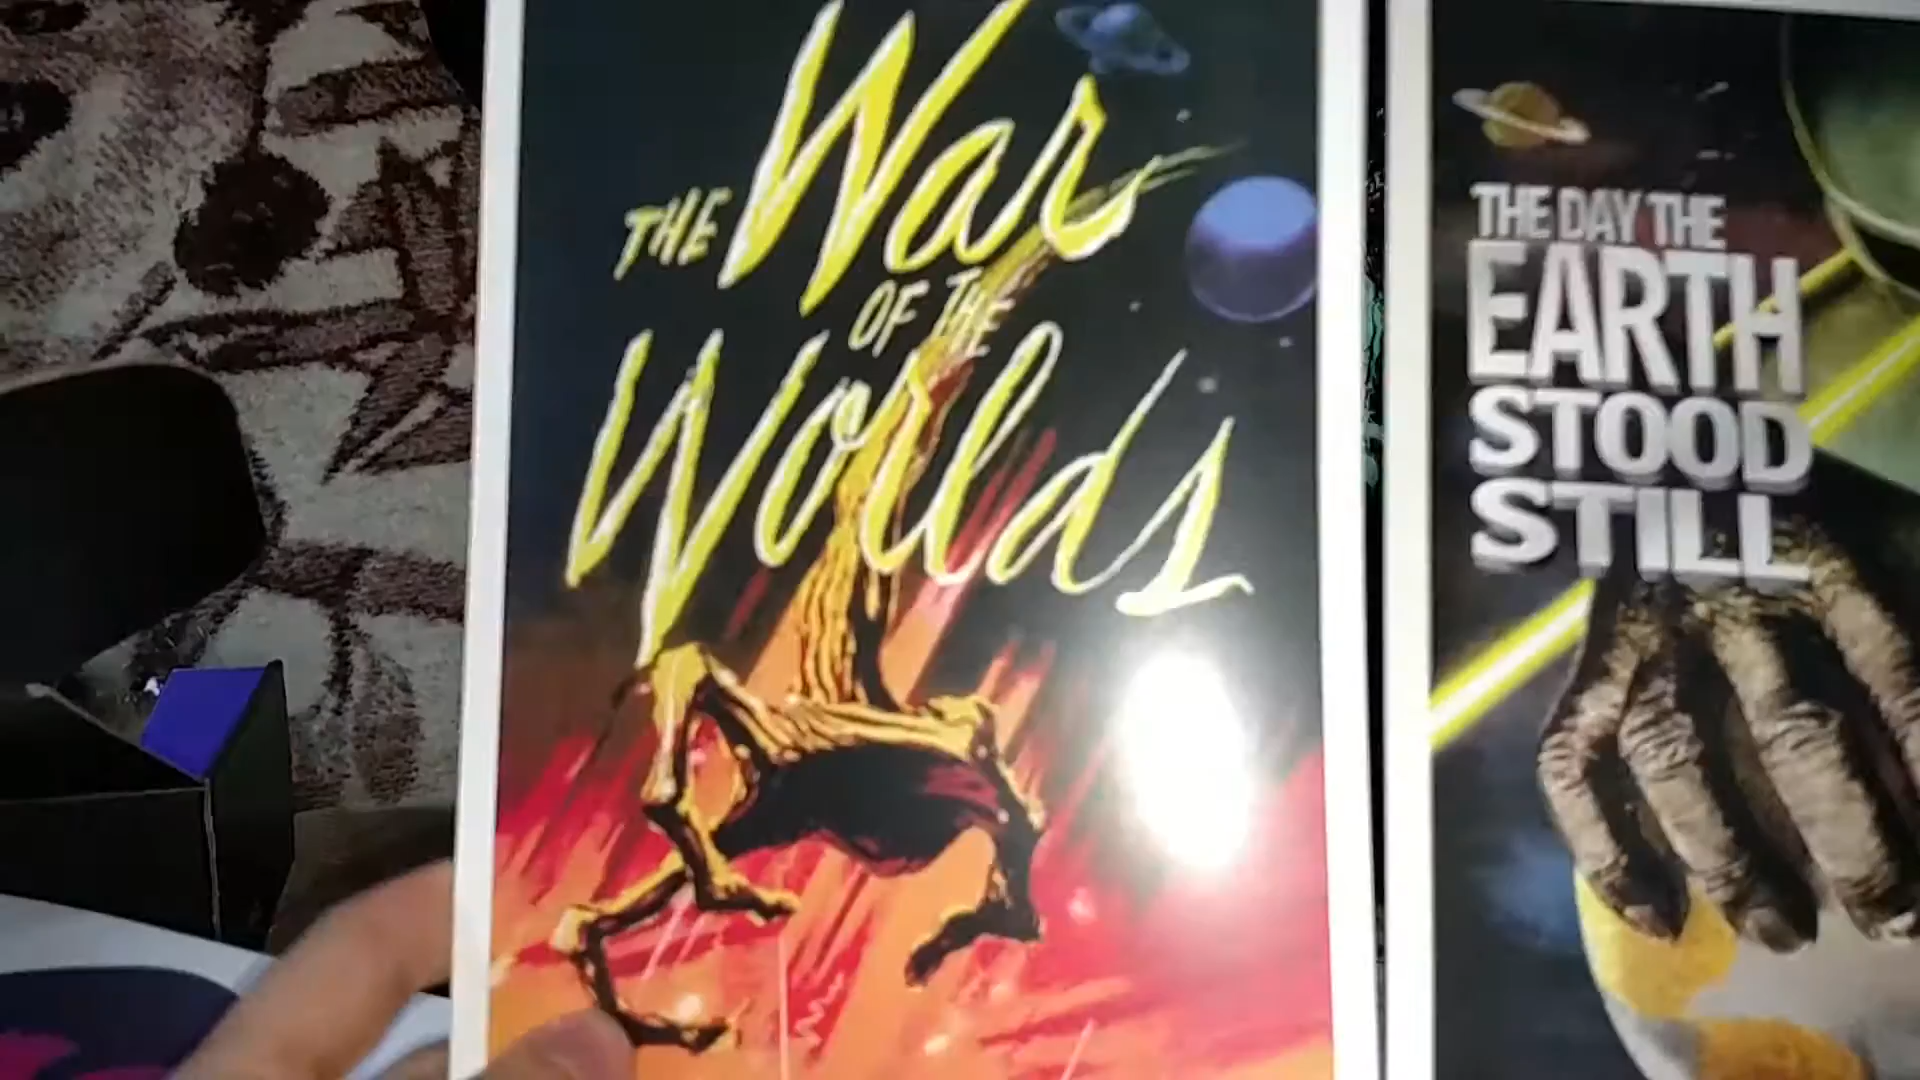 THE War
OF THE
Worlds
THE DAY THE
EARTH
STOOD
STILL